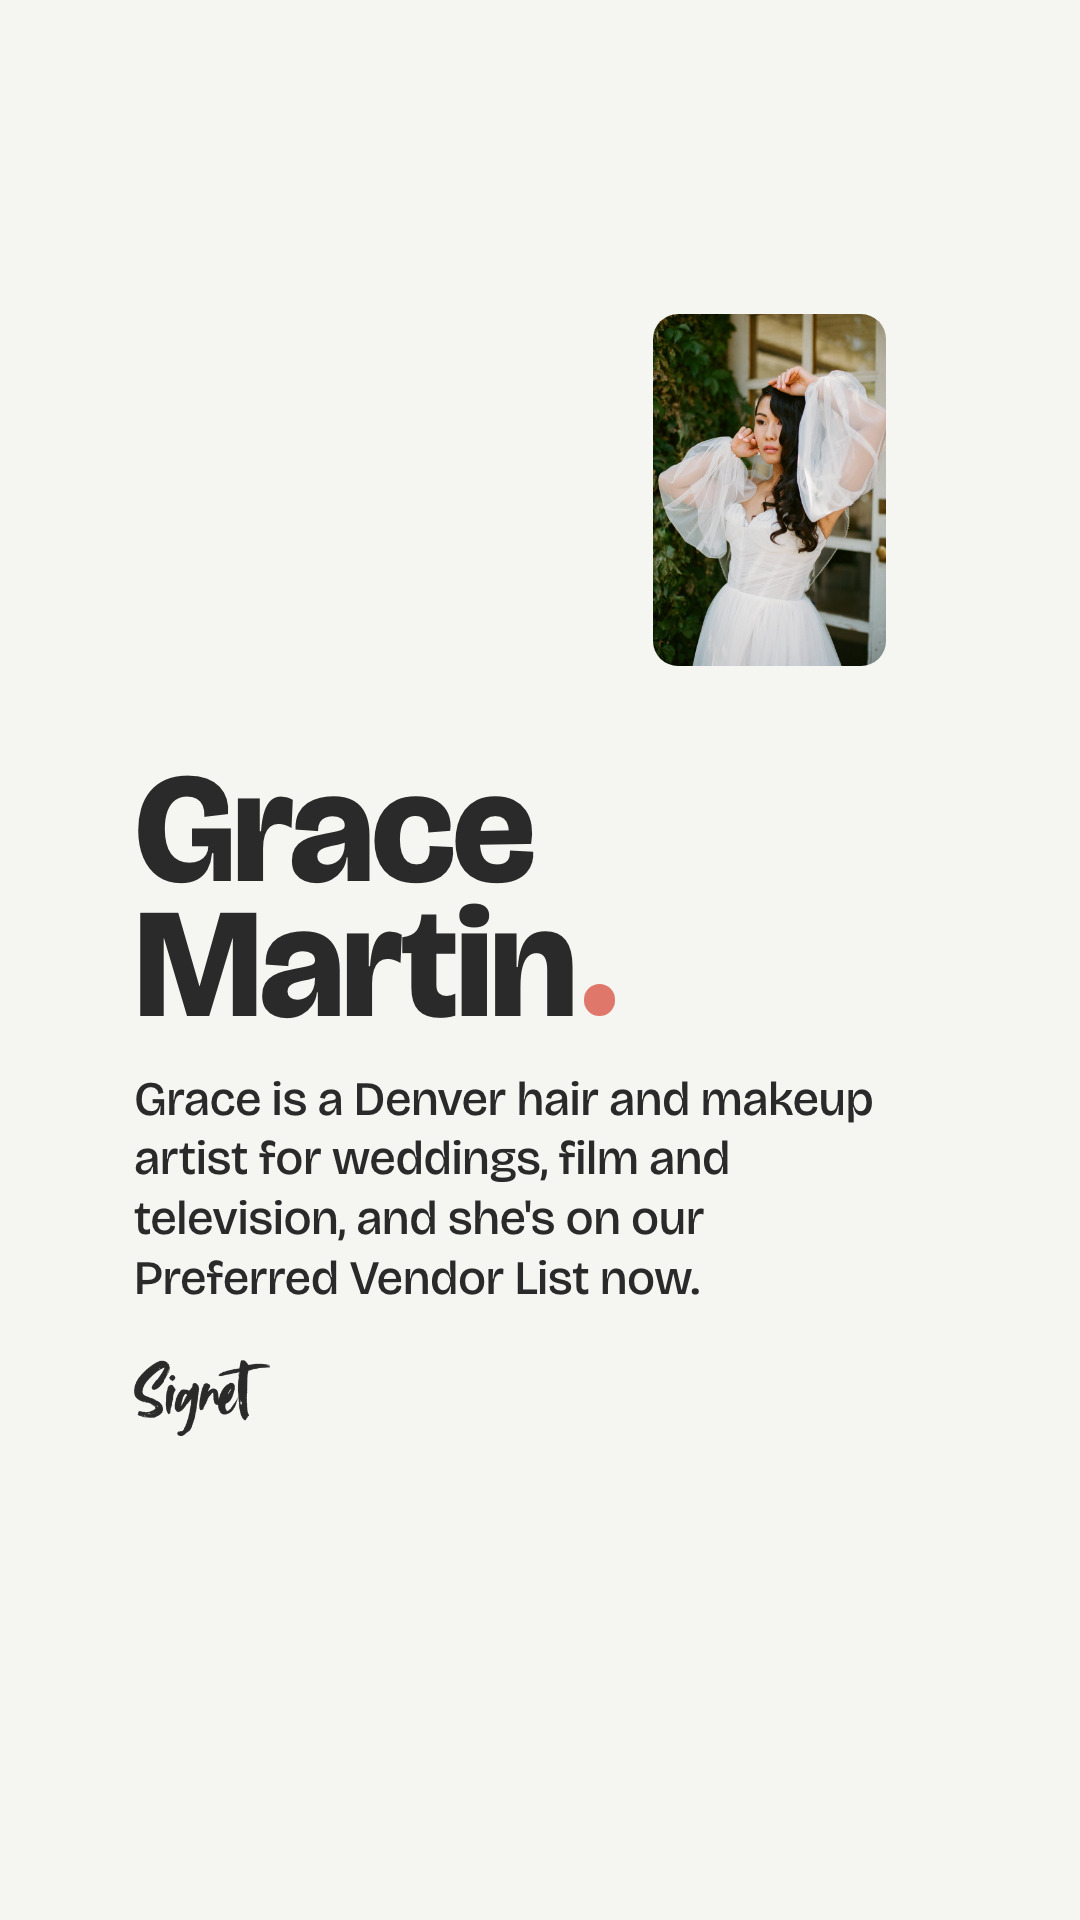 Grace
Martin.
Grace is a Denver hair and makeup
artist for weddings, film and
television, and she's on our
Preferred Vendor List now.
Signet